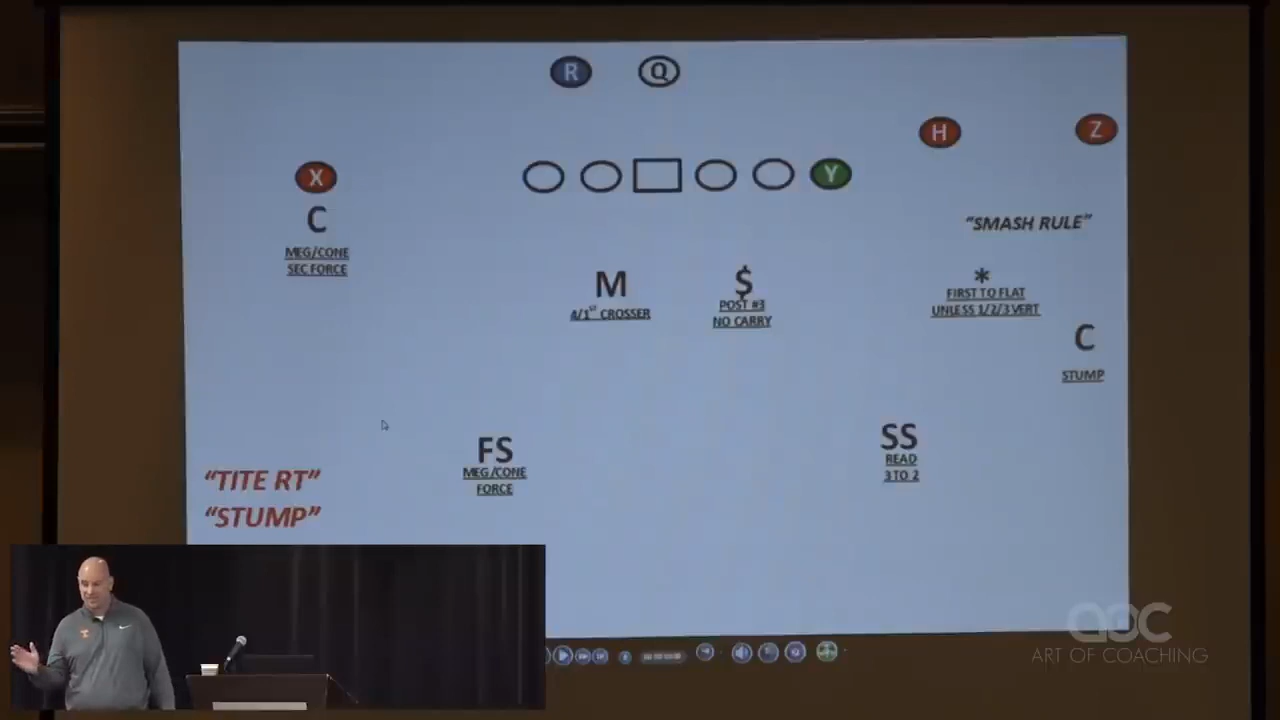 R Q
H Z
X Y
C
MEG/CONE
SEC FORCE
"SMASH RULE"
M
4/1ST CROSSER
$
POST #3
NO CARRY
*
FIRST TO FLAT
UNLESS 1/2/3 VERT
C
STUMP
FS
MEG/CONE
FORCE
SS
READ
3 TO 2
"TITE RT"
"STUMP"
aoc
ART OF COACHING